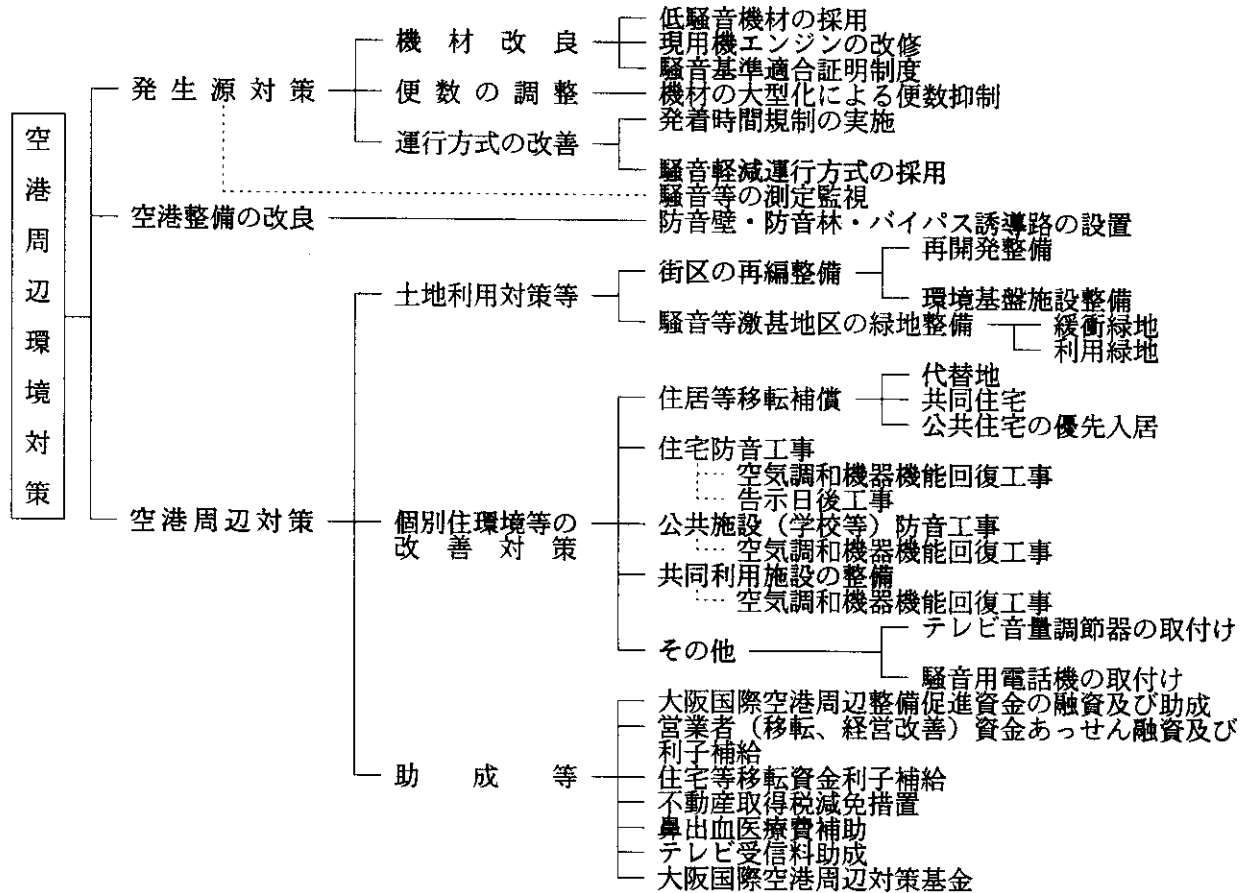 空港周辺環境対策
発生源対策
機材改良
低騒音機材の採用
現用機エンジンの改修
騒音基準適合証明制度
便数の調整
機材の大型化による便数抑制
運行方式の改善
発着時間規制の実施
騒音軽減運行方式の採用
騒音等の測定監視
空港整備の改良
防音壁・防音林・バイパス誘導路の設置
空港周辺対策
土地利用対策等
街区の再編整備
再開発整備
環境基盤施設整備
騒音等激甚地区の緑地整備
緩衝緑地
利用緑地
個別住環境等の
改善対策
住居等移転補償
代替地
共同住宅
公共住宅の優先入居
住宅防音工事
空気調和機器機能回復工事
告示日後工事
公共施設（学校等）防音工事
空気調和機器機能回復工事
共同利用施設の整備
空気調和機器機能回復工事
その他
テレビ音量調節器の取付け
騒音用電話機の取付け
助成等
大阪国際空港周辺整備促進資金の融資及び助成
営業者（移転、経営改善）資金あっせん融資及び
利子補給
住宅等移転資金利子補給
不動産取得税減免措置
鼻出血医療費補助
テレビ受信料助成
大阪国際空港周辺対策基金